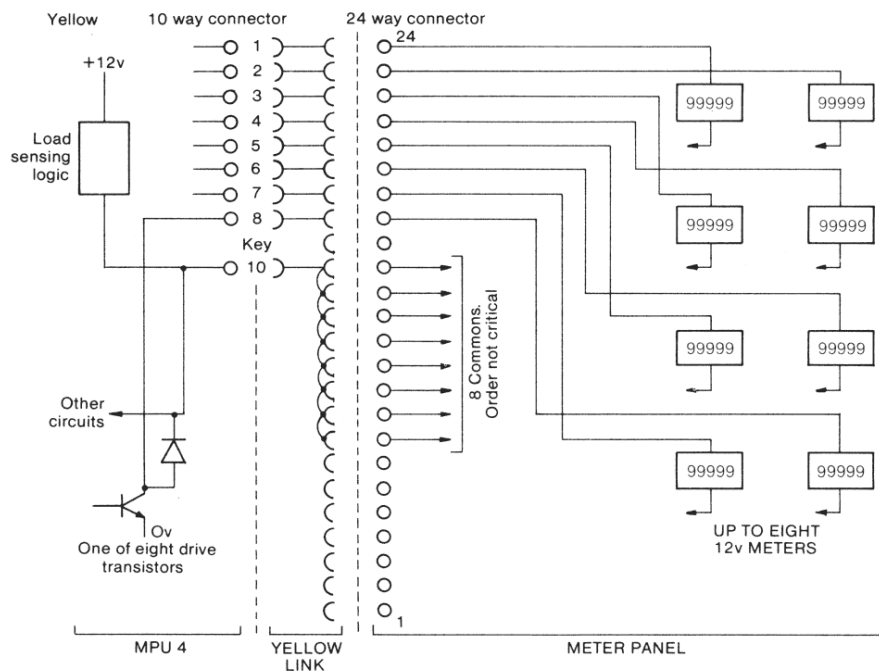 Yellow
10 way connector
24 way connector
+12v
Load
sensing
logic
1
2
3
4
5
6
7
8
Key
10
24
99999
99999
99999
99999
99999
99999
99999
99999
8 Commons.
Order not critical
Other
circuits
Ov
One of eight drive
transistors
1
UP TO EIGHT
12v METERS
MPU 4
YELLOW
LINK
METER PANEL